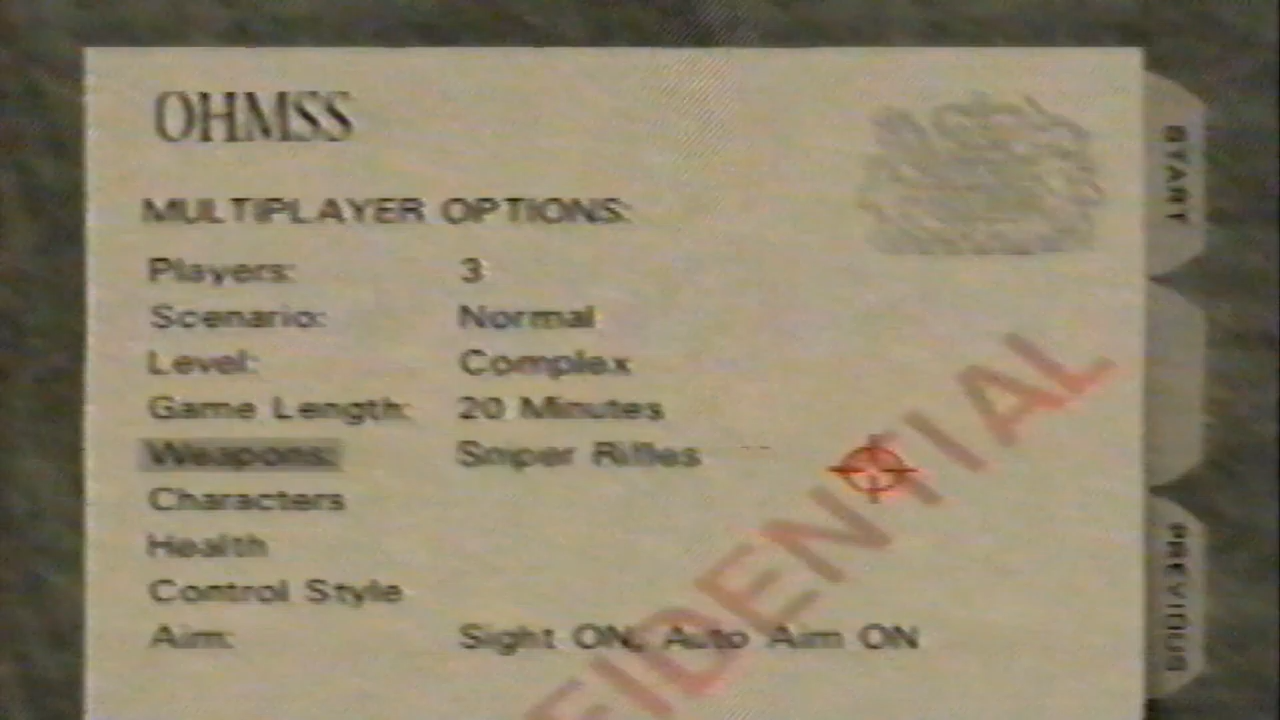 OHMSS
MULTIPLAYER OPTIONS:
Players: 3
Scenario: Normal
Level: Complex
Game Length: 20 Minutes
Weapons: Sniper Rifles
Characters
Health
Control Style
Aim: Sight ON, Auto Aim ON
FIDENTIAL
START
PREVIOUS